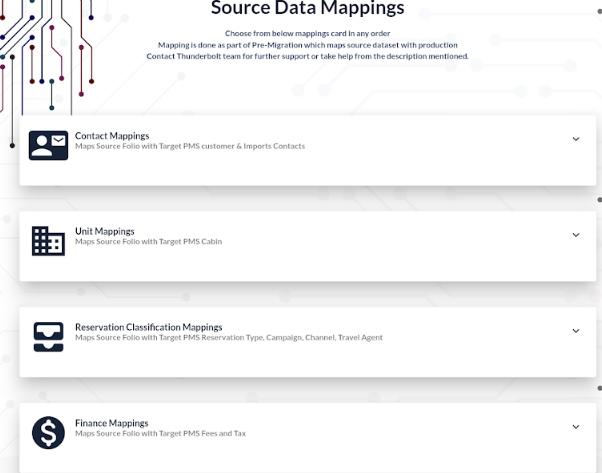 Source Data Mappings
Choose from below mappings card in any order
Mapping is done as part of Pre-Migration which maps source dataset with production
Contact Thunderbolt team for further support or take help from the description mentioned.
Contact Mappings
Maps Source Folio with Target PMS customer & Imports Contacts
Unit Mappings
Maps Source Folio with Target PMS Cabin
Reservation Classification Mappings
Maps Source Folio with Target PMS Reservation Type, Campaign, Channel, Travel Agent
Finance Mappings
Maps Source Folio with Target PMS Fees and Tax